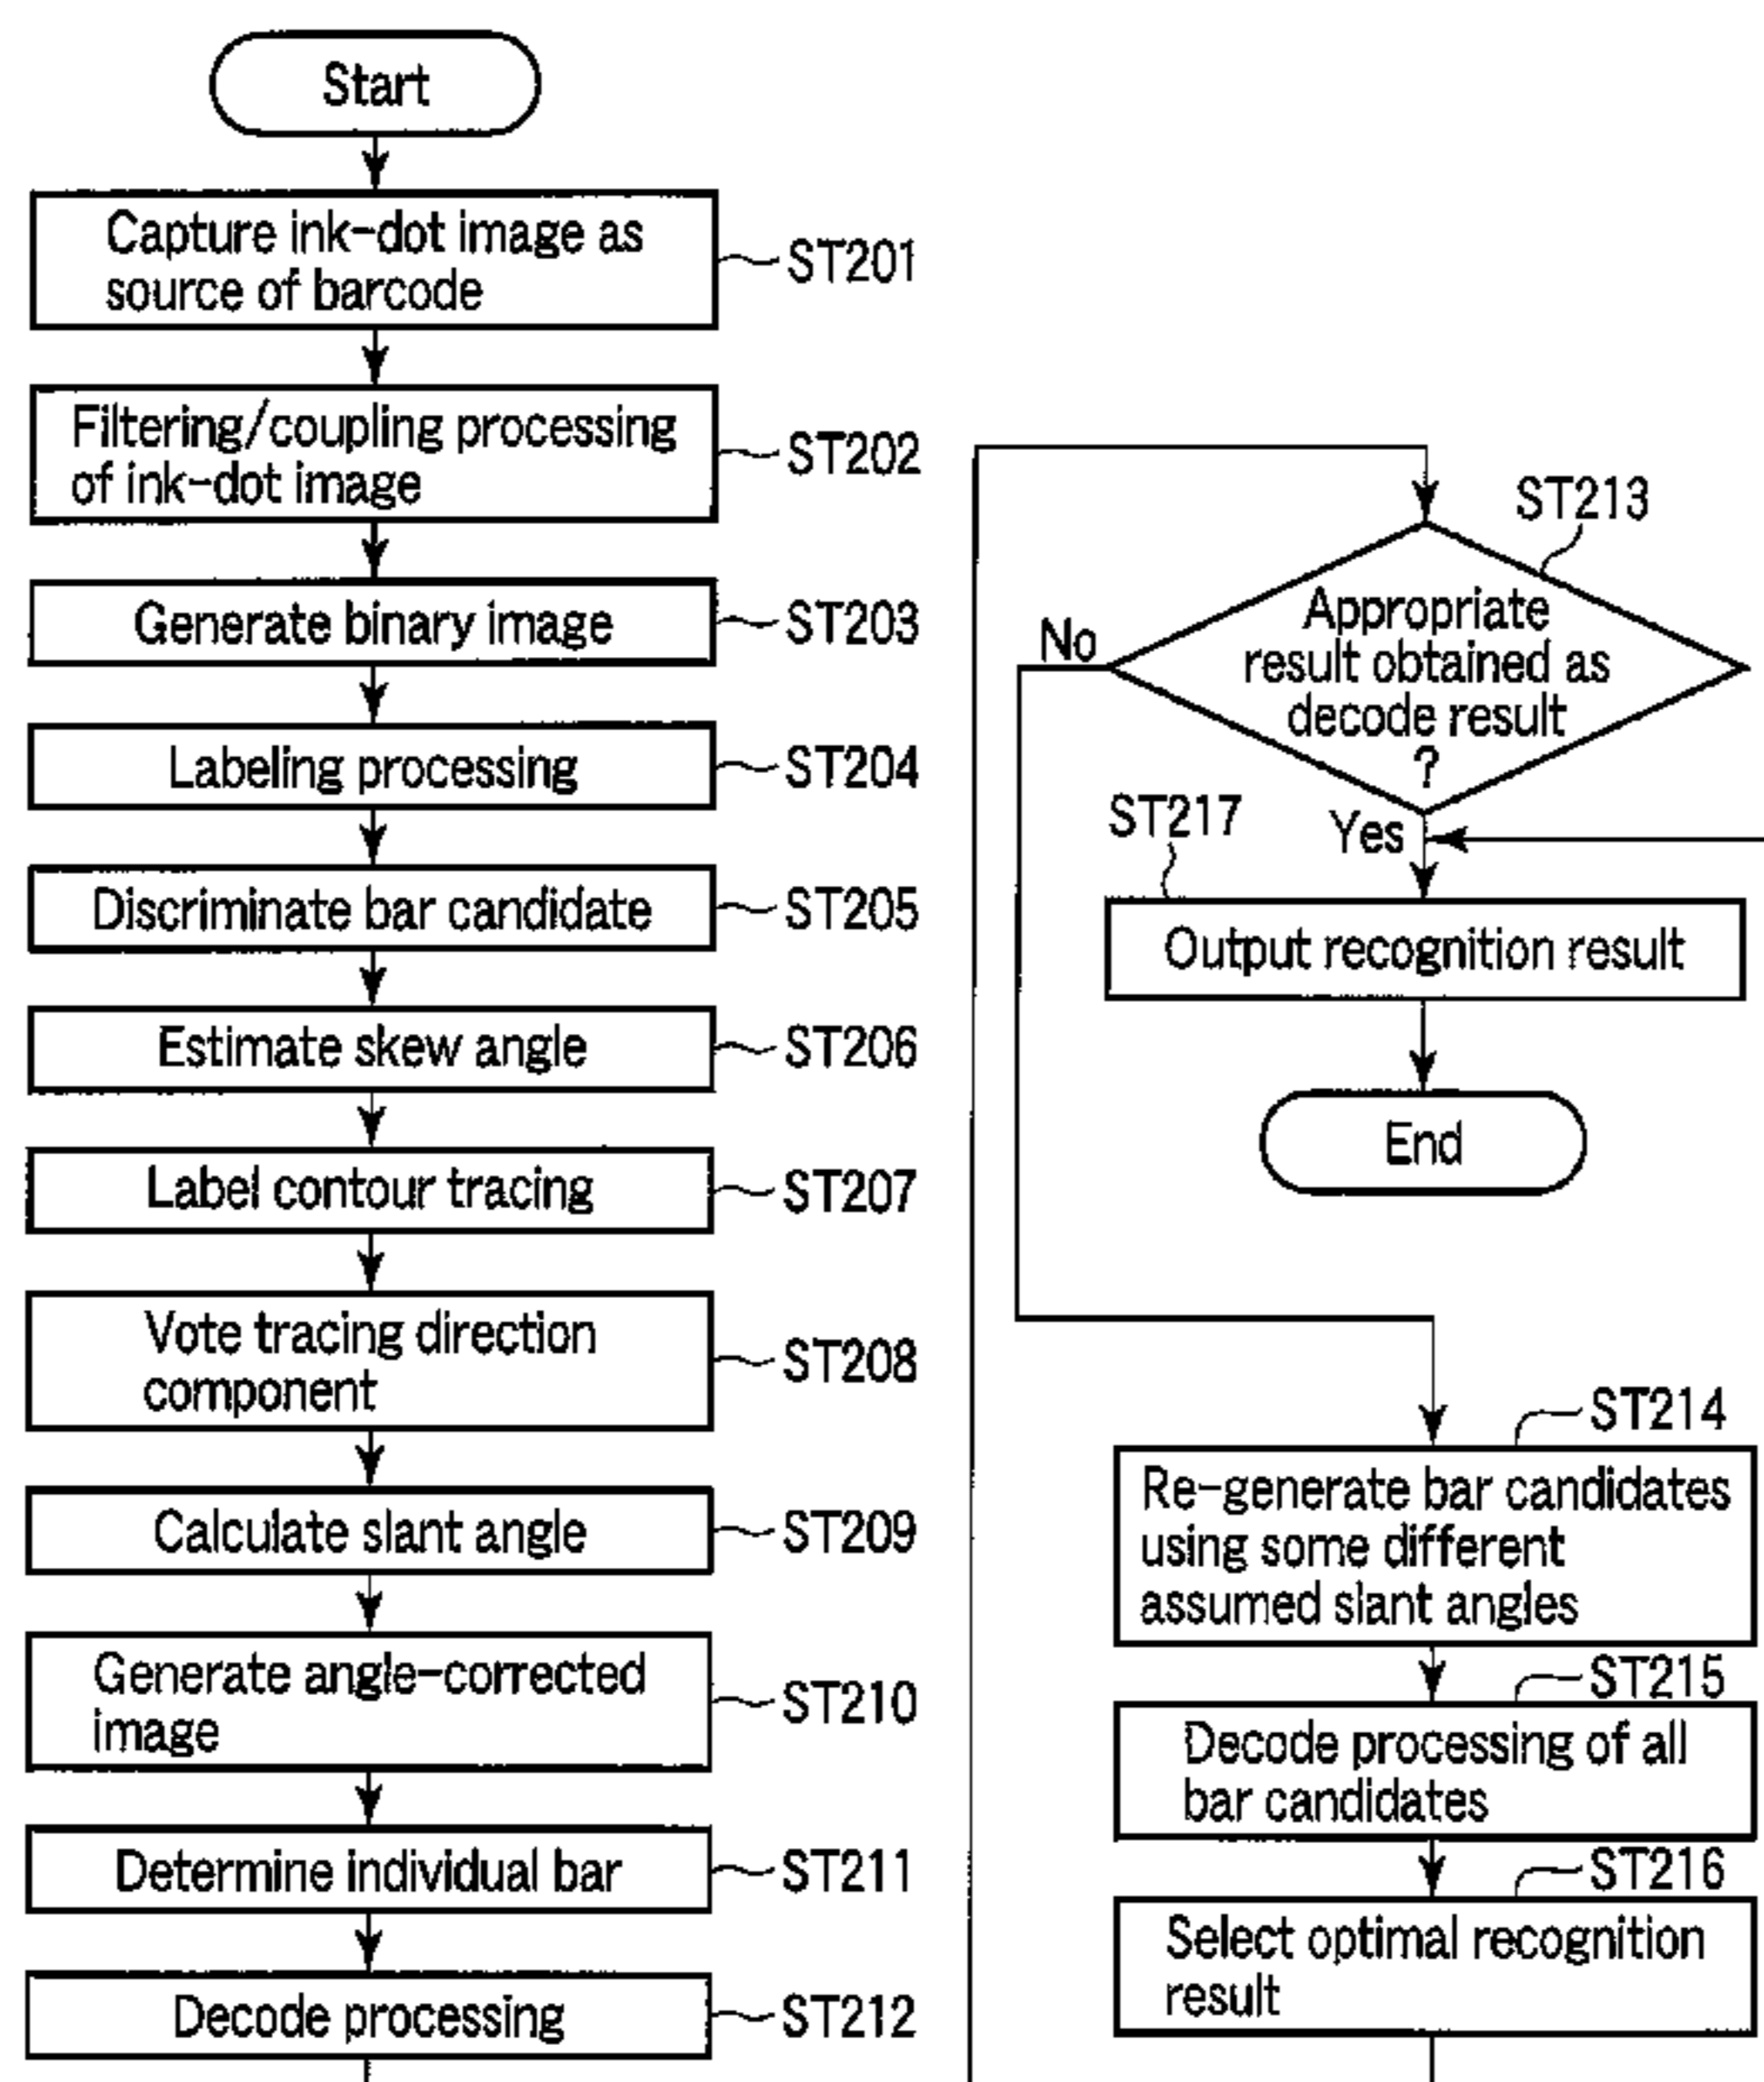 Start
Capture ink-dot image as
source of barcode
ST201
Filtering/coupling processing
of ink-dot image
ST202
Generate binary image
ST203
Labeling processing
ST204
Discriminate bar candidate
ST205
Estimate skew angle
ST206
Label contour tracing
ST207
Vote tracing direction
component
ST208
Calculate slant angle
ST209
Generate angle-corrected
image
ST210
Determine individual bar
ST211
Decode processing
ST212
ST213
Appropriate
result obtained as
decode result
?
No
Yes
ST217
Output recognition result
End
ST214
Re-generate bar candidates
using some different
assumed slant angles
ST215
Decode processing of all
bar candidates
ST216
Select optimal recognition
result